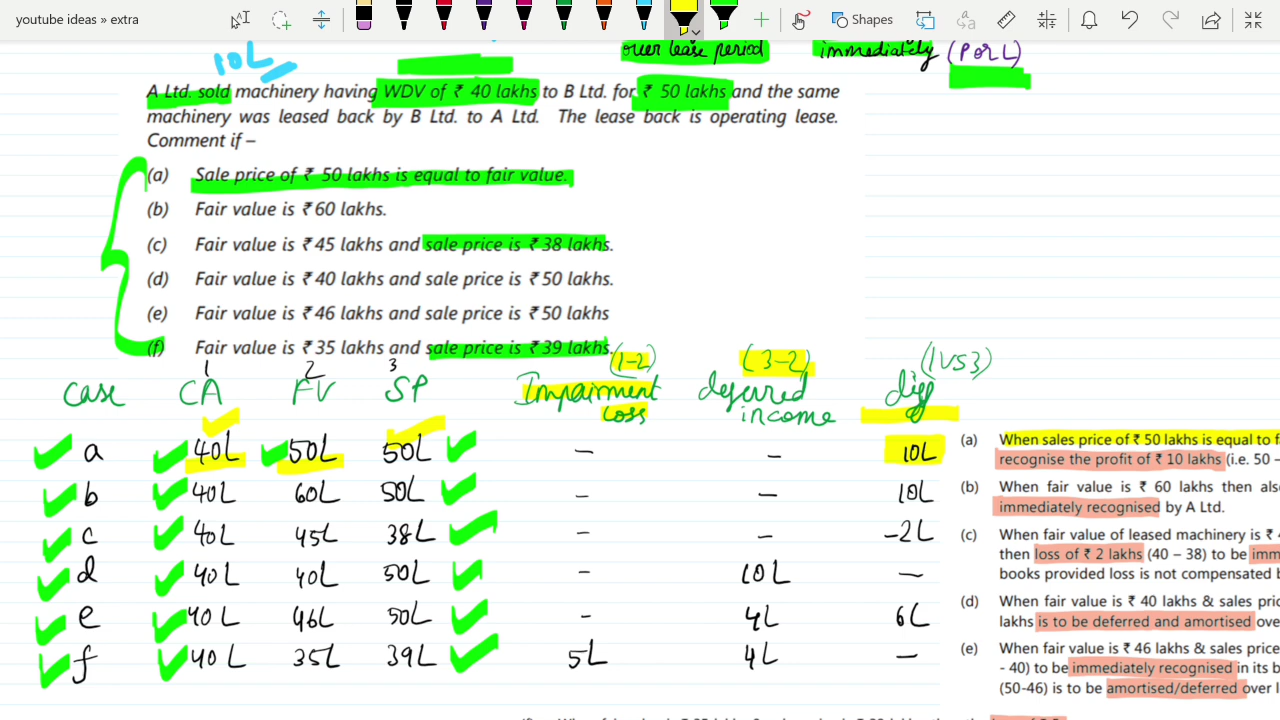 youtube ideas » extra
Shapes
over lease period
immediately (P or L)
10L
A Ltd. sold machinery having WDV of ₹ 40 lakhs to B Ltd. for ₹ 50 lakhs and the same
machinery was leased back by B Ltd. to A Ltd. The lease back is operating lease.
Comment if –
(a) Sale price of ₹ 50 lakhs is equal to fair value.
(b) Fair value is ₹ 60 lakhs.
(c) Fair value is ₹ 45 lakhs and sale price is ₹ 38 lakhs.
(d) Fair value is ₹ 40 lakhs and sale price is ₹ 50 lakhs.
(e) Fair value is ₹ 46 lakhs and sale price is ₹ 50 lakhs
(f) Fair value is ₹ 35 lakhs and sale price is ₹ 39 lakhs.
1 2 3 (1-2) (3-2) (1 VS 3)
Case CA FV SP Impairment loss deferred income diff
a 40L 50L 50L – – 10L
b 40L 60L 50L – – 10L
c 40L 45L 38L – – -2L
d 40L 40L 50L – 10L –
e 40L 46L 50L – 4L 6L
f 40L 35L 39L 5L 4L –
(a) When sales price of ₹ 50 lakhs is equal to f
recognise the profit of ₹ 10 lakhs (i.e. 50 –
(b) When fair value is ₹ 60 lakhs then als
immediately recognised by A Ltd.
(c) When fair value of leased machinery is ₹ 4
then loss of ₹ 2 lakhs (40 – 38) to be imm
books provided loss is not compensated b
(d) When fair value is ₹ 40 lakhs & sales pric
lakhs is to be deferred and amortised ove
(e) When fair value is ₹ 46 lakhs & sales price
- 40) to be immediately recognised in its b
(50-46) is to be amortised/deferred over l